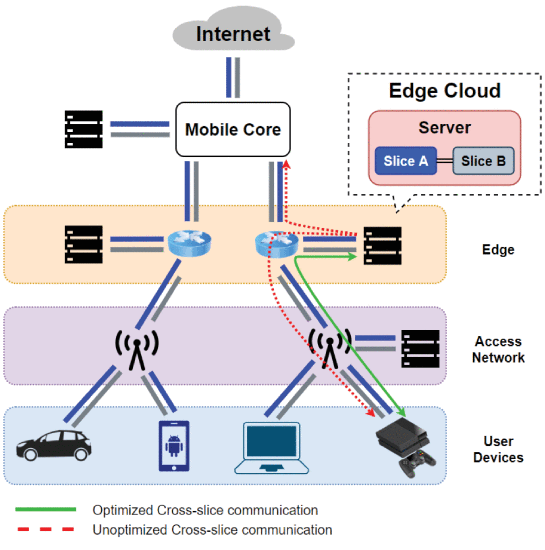 Internet
Mobile Core
Edge Cloud
Server
Slice A
Slice B
Edge
Access
Network
User
Devices
Optimized Cross-slice communication
Unoptimized Cross-slice communication